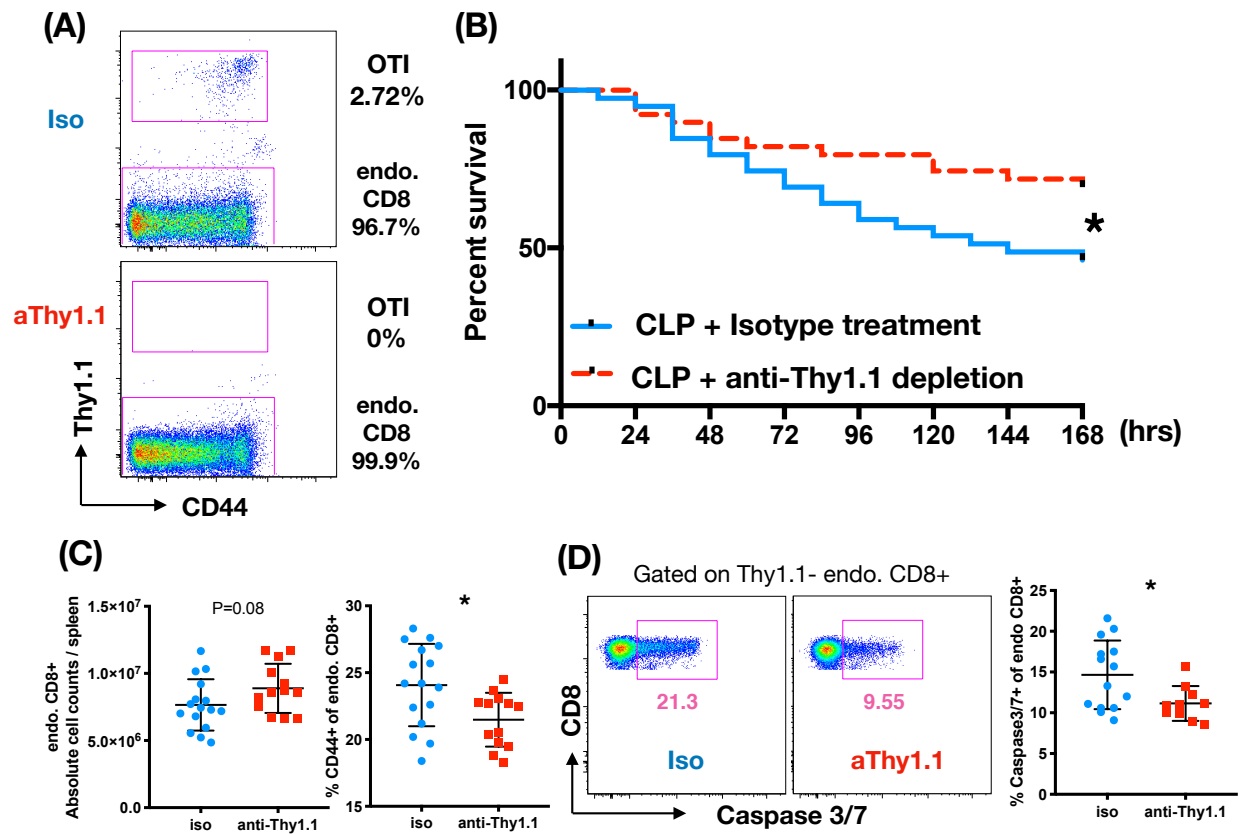 (A)
Iso
OTI
2.72%
endo.
CD8
96.7%
aThy1.1
OTI
0%
endo.
CD8
99.9%
Thy1.1
CD44
(B)
Percent survival
100
50
0
CLP + Isotype treatment
CLP + anti-Thy1.1 depletion
*
0 24 48 72 96 120 144 168 (hrs)
(C)
endo. CD8+
Absolute cell counts / spleen
1.5×10⁷
1.0×10⁷
5.0×10⁶
0.0
P=0.08
iso anti-Thy1.1
% CD44+ of endo. CD8+
30
25
20
15
*
iso anti-Thy1.1
(D)
Gated on Thy1.1- endo. CD8+
CD8
21.3
Iso
9.55
aThy1.1
Caspase 3/7
% Caspase3/7+ of endo CD8+
25
20
15
10
5
0
*
iso anti-Thy1.1